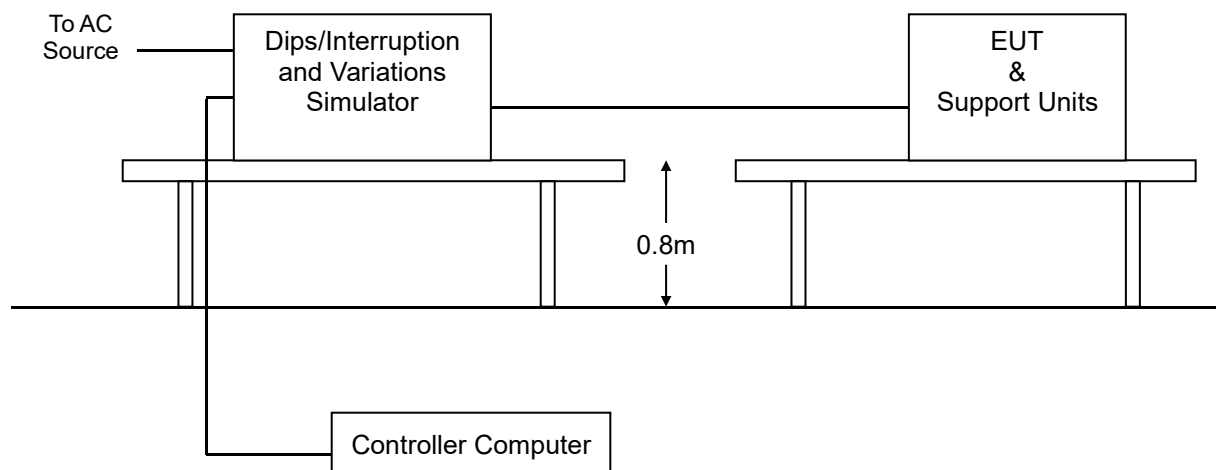 To AC
Source
Dips/Interruption
and Variations
Simulator
EUT
&
Support Units
0.8m
Controller Computer